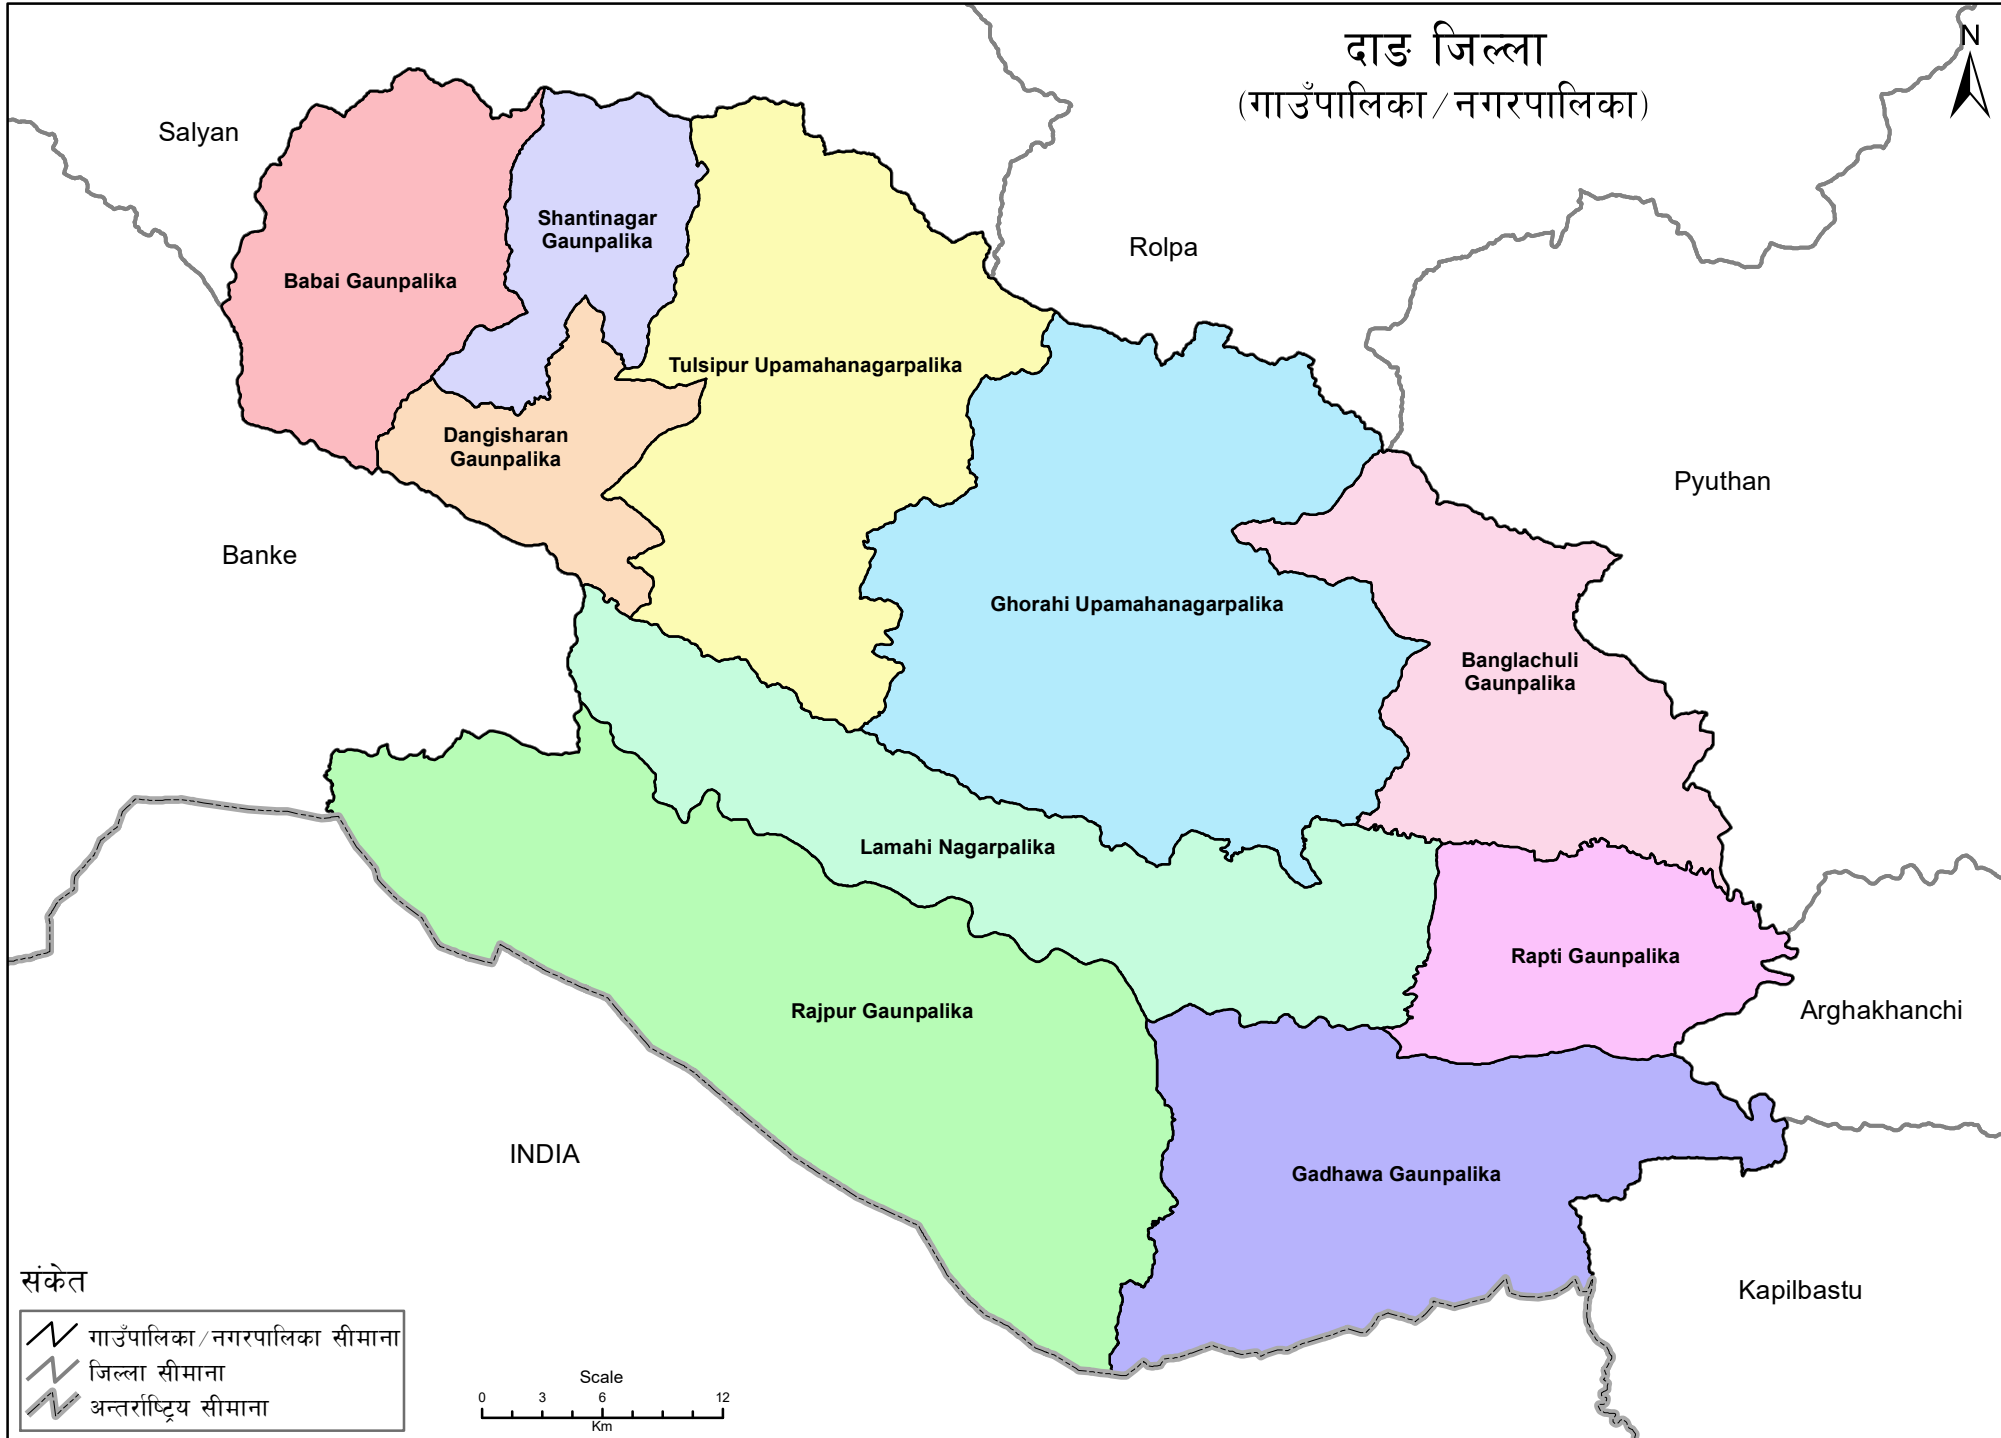 दाङ जिल्ला
(गाउँपालिका/नगरपालिका)
N
Salyan
Shantinagar
Gaunpalika
Rolpa
Babai Gaunpalika
Tulsipur Upamahanagarpalika
Dangisharan
Gaunpalika
Pyuthan
Banke
Ghorahi Upamahanagarpalika
Banglachuli
Gaunpalika
Lamahi Nagarpalika
Rapti Gaunpalika
Rajpur Gaunpalika
Arghakhanchi
INDIA
Gadhawa Gaunpalika
Kapilbastu
संकेत
गाउँपालिका/नगरपालिका सीमाना
जिल्ला सीमाना
अन्तर्राष्ट्रिय सीमाना
Scale
0 3 6 12
Km